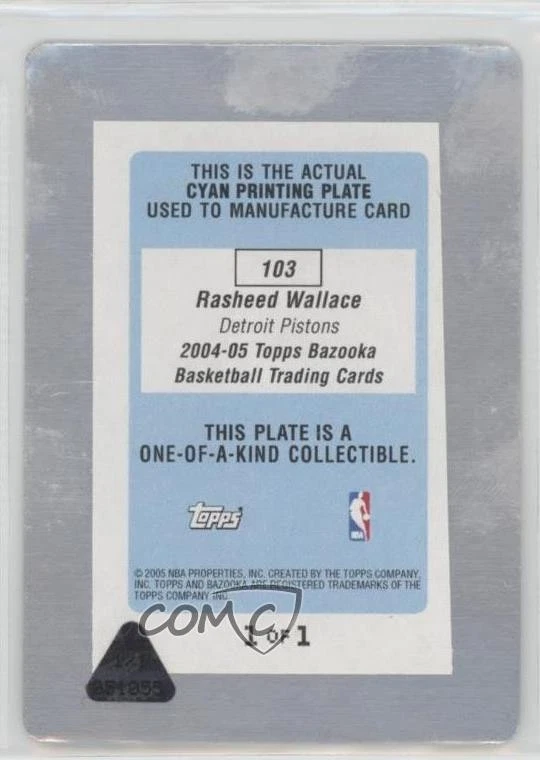 THIS IS THE ACTUAL
CYAN PRINTING PLATE
USED TO MANUFACTURE CARD
103
Rasheed Wallace
Detroit Pistons
2004-05 Topps Bazooka
Basketball Trading Cards
THIS PLATE IS A
ONE-OF-A-KIND COLLECTIBLE.
topps
NBA
© 2005 NBA PROPERTIES, INC. CREATED BY THE TOPPS COMPANY,
INC. TOPPS AND BAZOOKA ARE REGISTERED TRADEMARKS OF THE
TOPPS COMPANY, INC.
COMC
1 OF 1